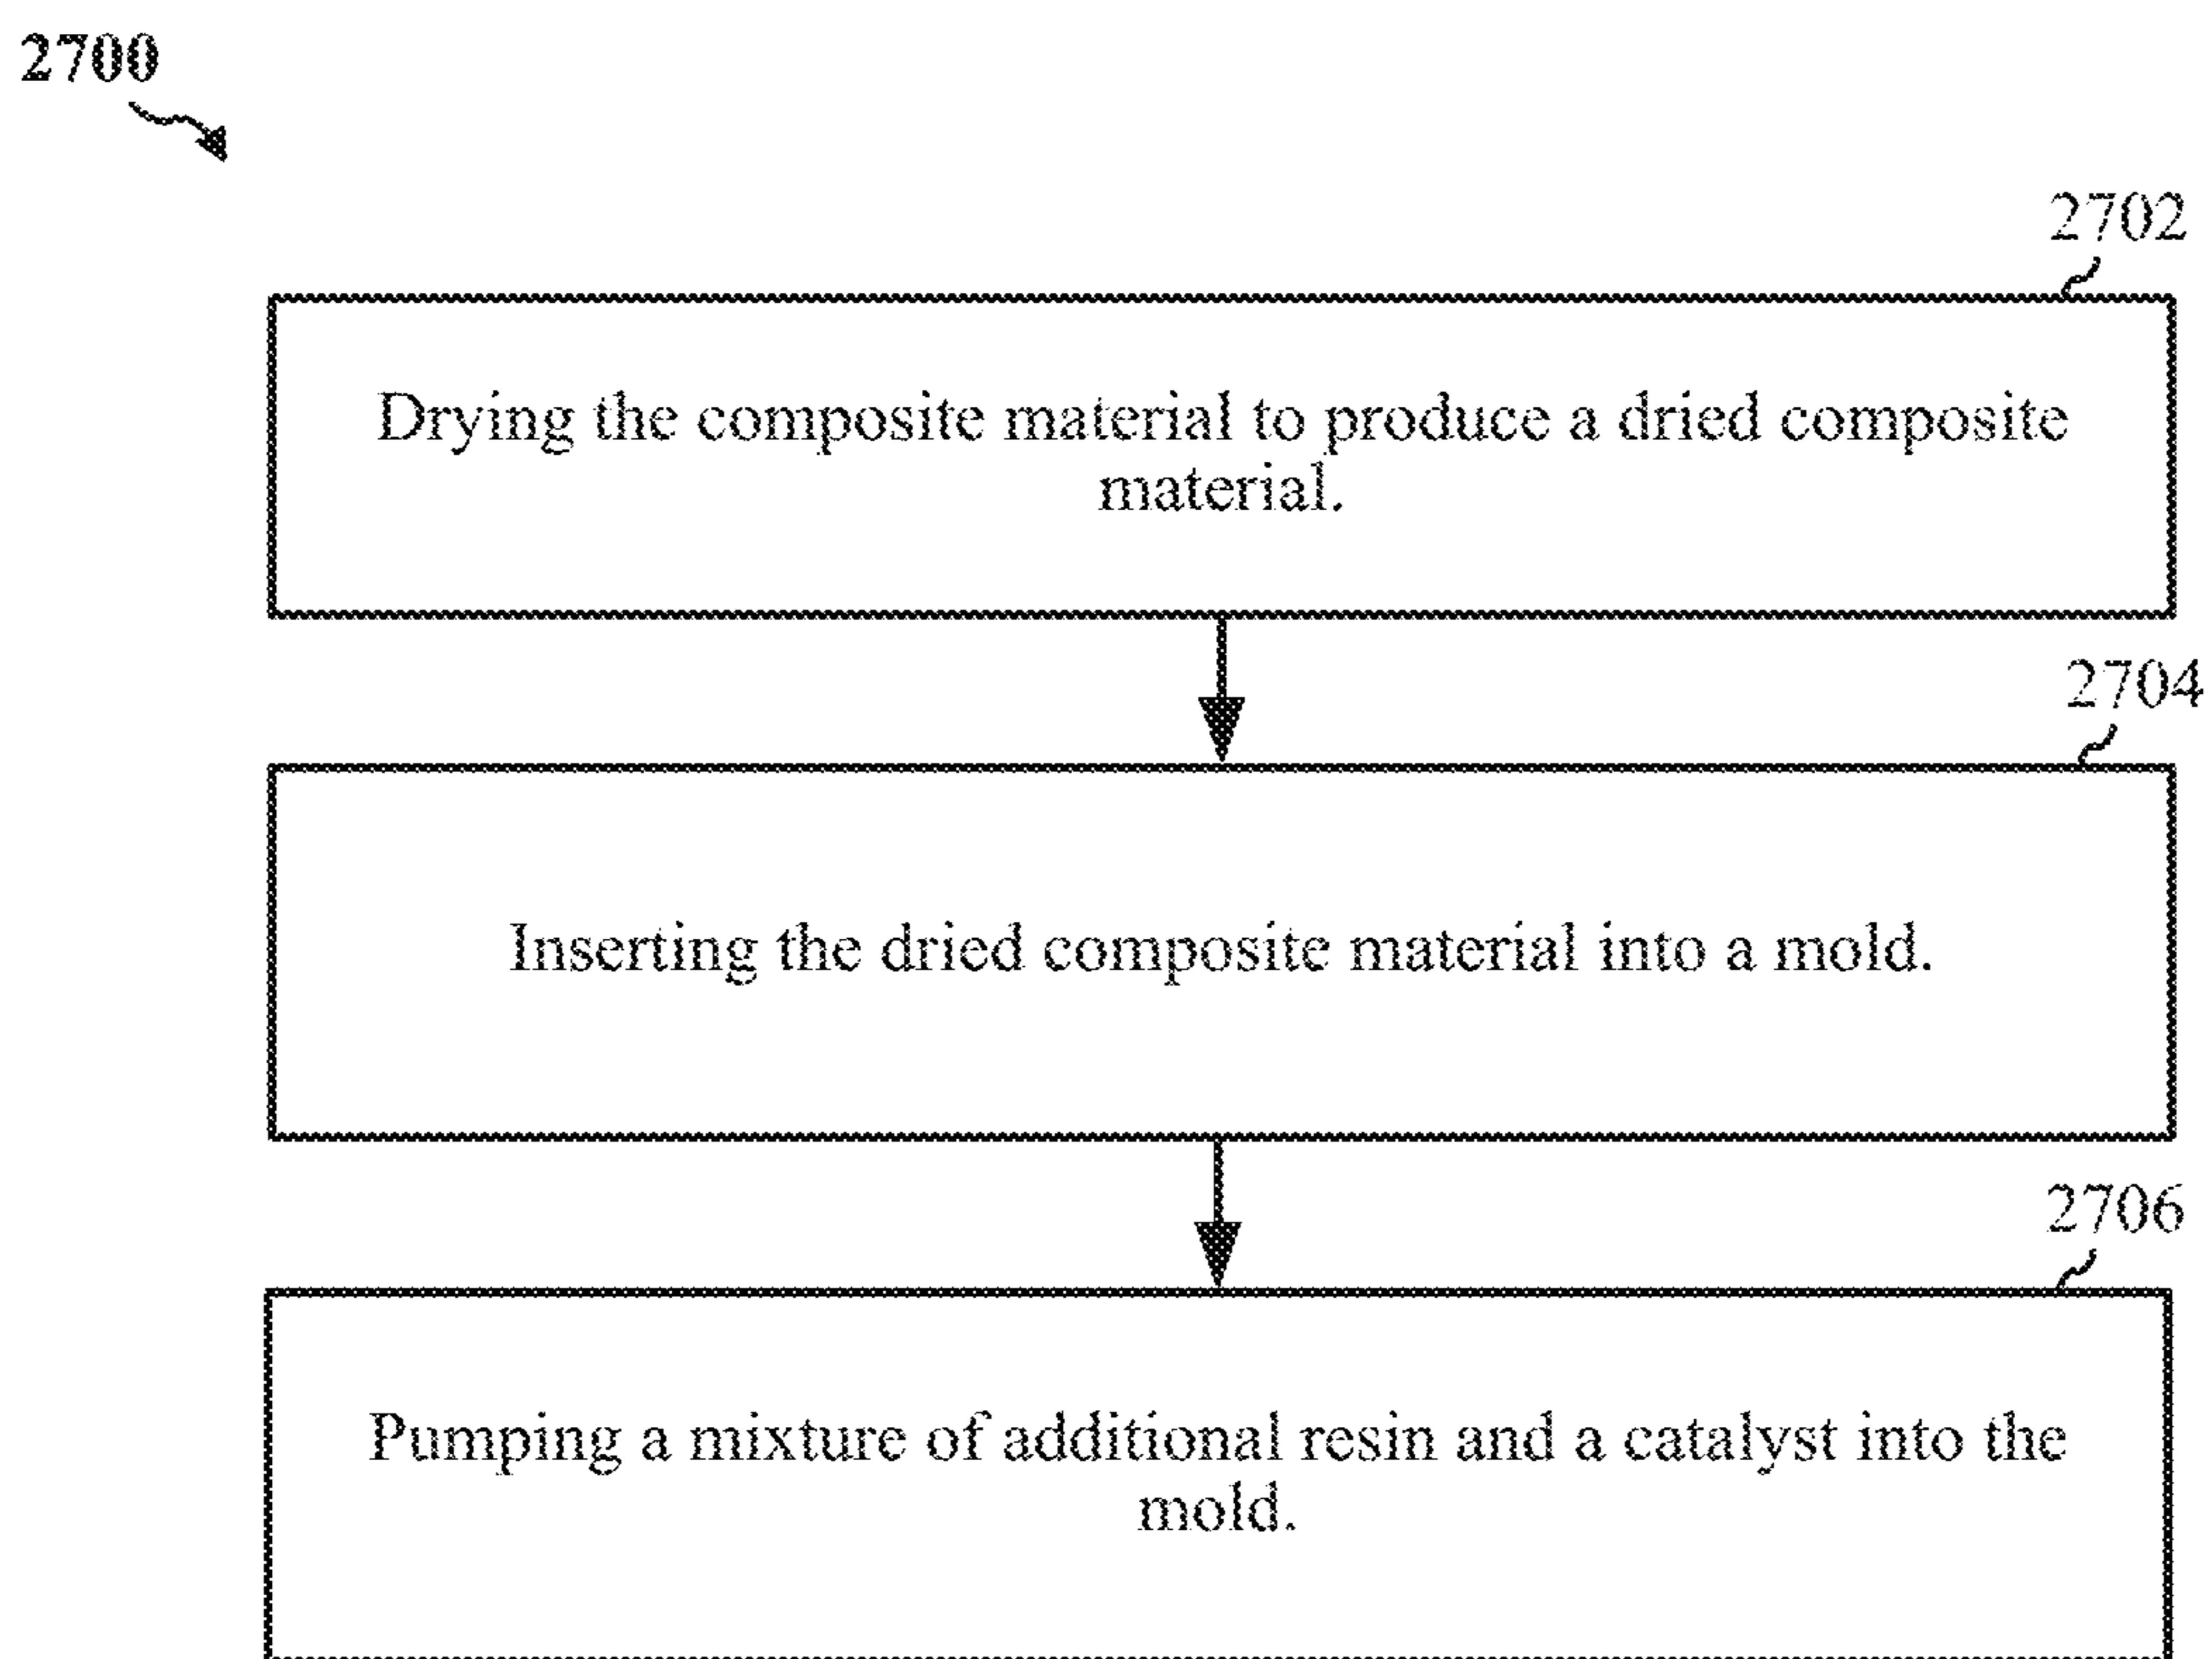 2700
2702
Drying the composite material to produce a dried composite
material.
2704
Inserting the dried composite material into a mold.
2706
Pumping a mixture of additional resin and a catalyst into the
mold.